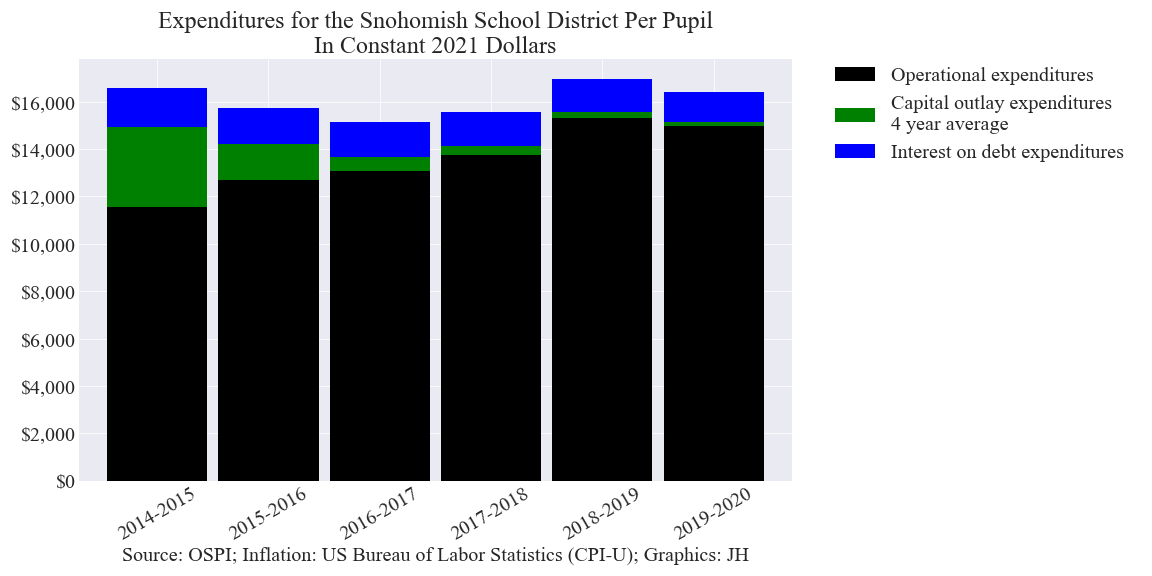 Expenditures for the Snohomish School District Per Pupil
In Constant 2021 Dollars
Operational expenditures
Capital outlay expenditures
4 year average
Interest on debt expenditures
$16,000
$14,000
$12,000
$10,000
$8,000
$6,000
$4,000
$2,000
$0
2014-2015
2015-2016
2016-2017
2017-2018
2018-2019
2019-2020
Source: OSPI; Inflation: US Bureau of Labor Statistics (CPI-U); Graphics: JH